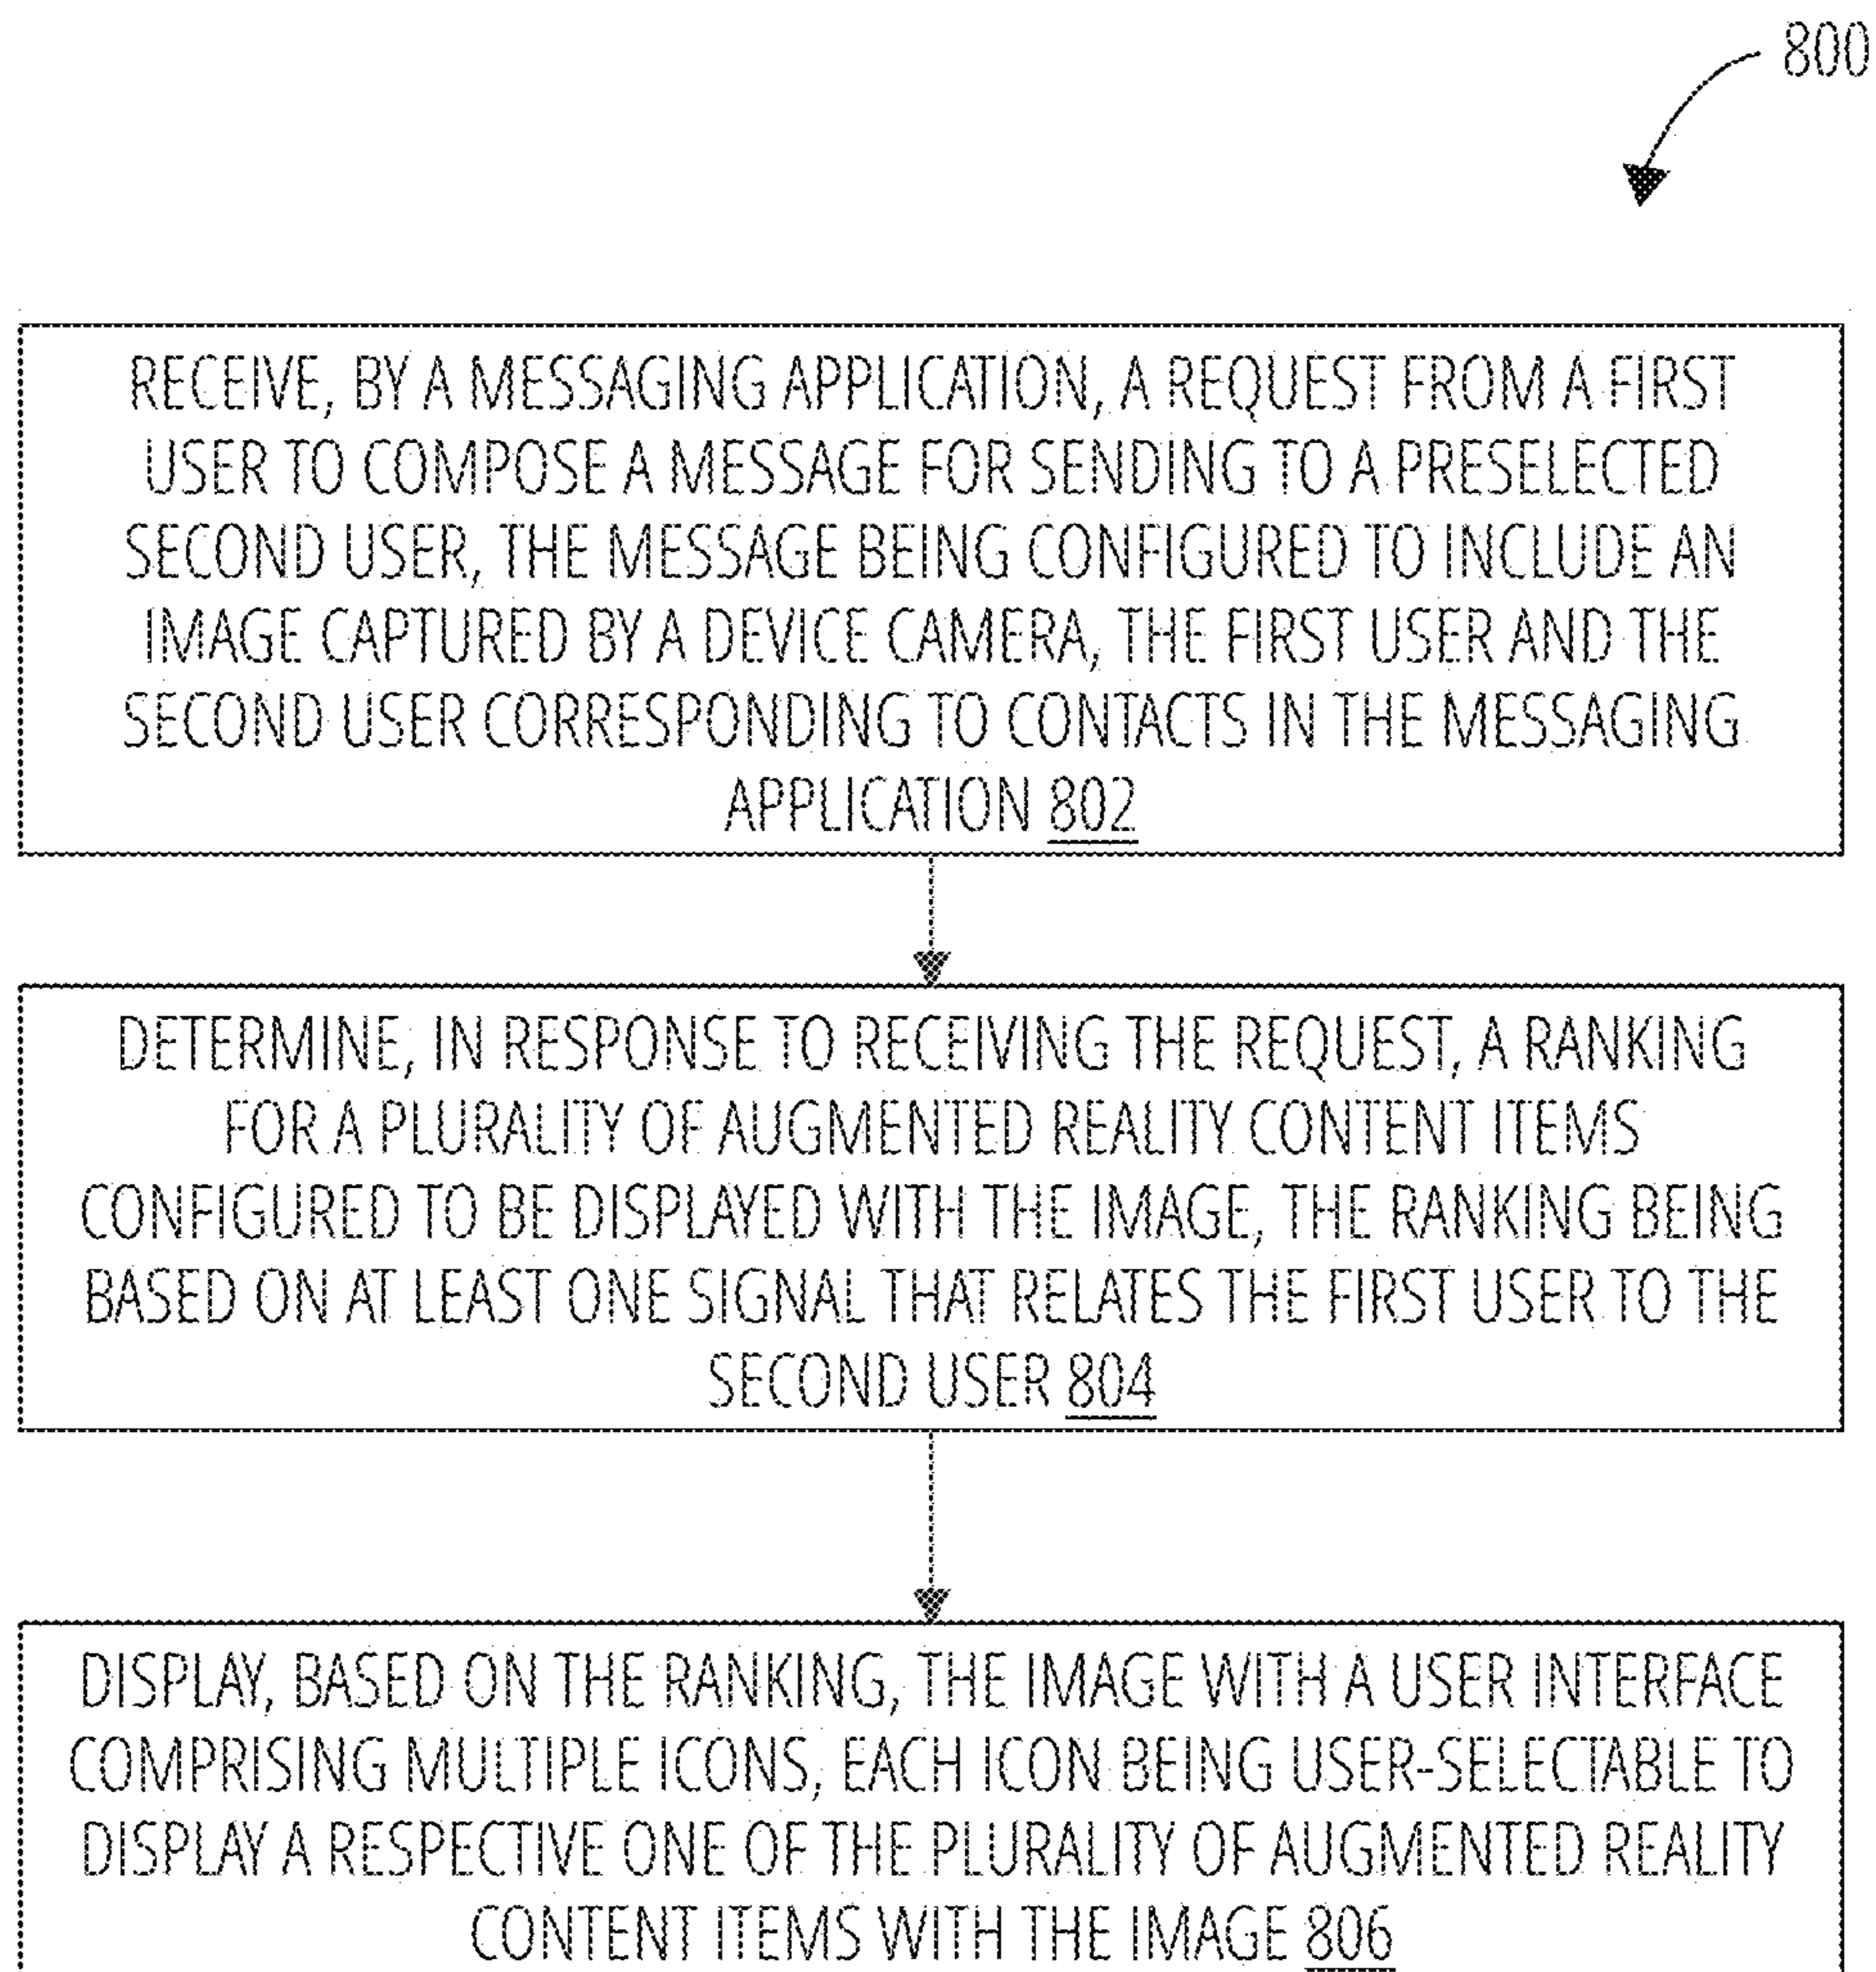 800
RECEIVE, BY A MESSAGING APPLICATION, A REQUEST FROM A FIRST
USER TO COMPOSE A MESSAGE FOR SENDING TO A PRESELECTED
SECOND USER, THE MESSAGE BEING CONFIGURED TO INCLUDE AN
IMAGE CAPTURED BY A DEVICE CAMERA, THE FIRST USER AND THE
SECOND USER CORRESPONDING TO CONTACTS IN THE MESSAGING
APPLICATION 802
DETERMINE, IN RESPONSE TO RECEIVING THE REQUEST, A RANKING
FOR A PLURALITY OF AUGMENTED REALITY CONTENT ITEMS
CONFIGURED TO BE DISPLAYED WITH THE IMAGE, THE RANKING BEING
BASED ON AT LEAST ONE SIGNAL THAT RELATES THE FIRST USER TO THE
SECOND USER 804
DISPLAY, BASED ON THE RANKING, THE IMAGE WITH A USER INTERFACE
COMPRISING MULTIPLE ICONS, EACH ICON BEING USER-SELECTABLE TO
DISPLAY A RESPECTIVE ONE OF THE PLURALITY OF AUGMENTED REALITY
CONTENT ITEMS WITH THE IMAGE 806